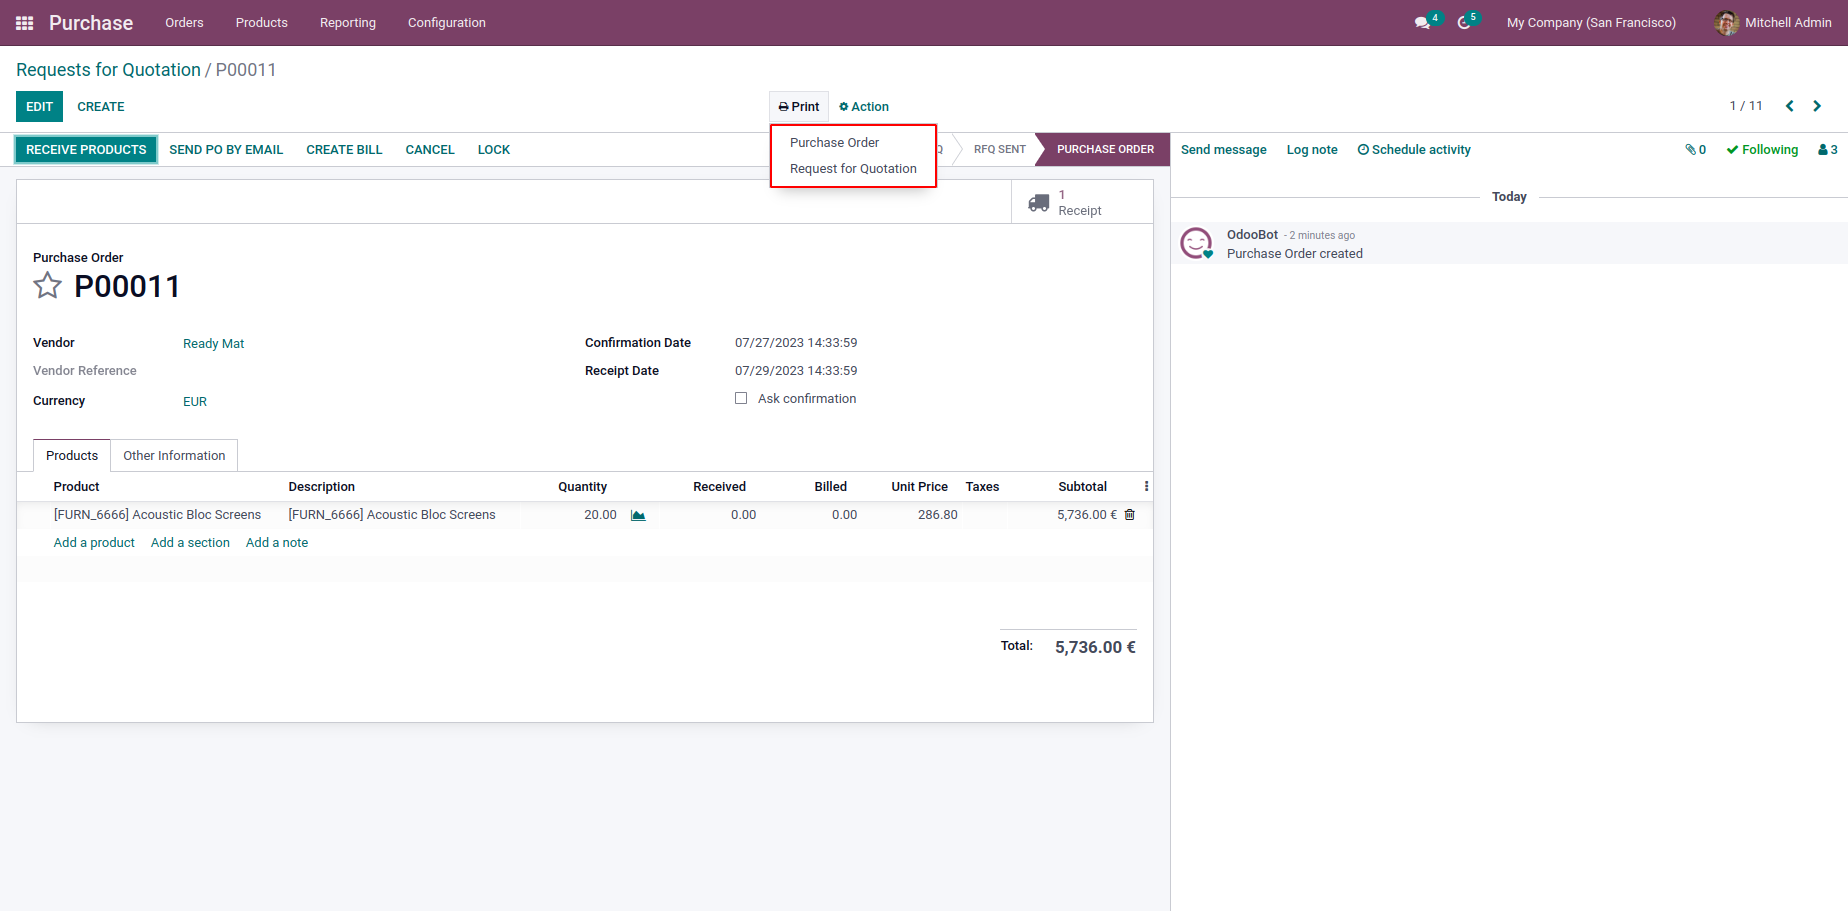 Purchase Orders Products Reporting Configuration 4 5 My Company (San Francisco) Mitchell Admin
Requests for Quotation / P00011
EDIT CREATE Print Action 1 / 11
RECEIVE PRODUCTS SEND PO BY EMAIL CREATE BILL CANCEL LOCK RFQ SENT PURCHASE ORDER
Purchase Order
Request for Quotation
Send message Log note Schedule activity 0 Following 3
1
Receipt
Today
OdooBot - 2 minutes ago
Purchase Order created
Purchase Order
P00011
Vendor Ready Mat
Vendor Reference
Currency EUR
Confirmation Date 07/27/2023 14:33:59
Receipt Date 07/29/2023 14:33:59
Ask confirmation
Products Other Information
Product Description Quantity Received Billed Unit Price Taxes Subtotal
[FURN_6666] Acoustic Bloc Screens [FURN_6666] Acoustic Bloc Screens 20.00 0.00 0.00 286.80 5,736.00 €
Add a product Add a section Add a note
Total: 5,736.00 €